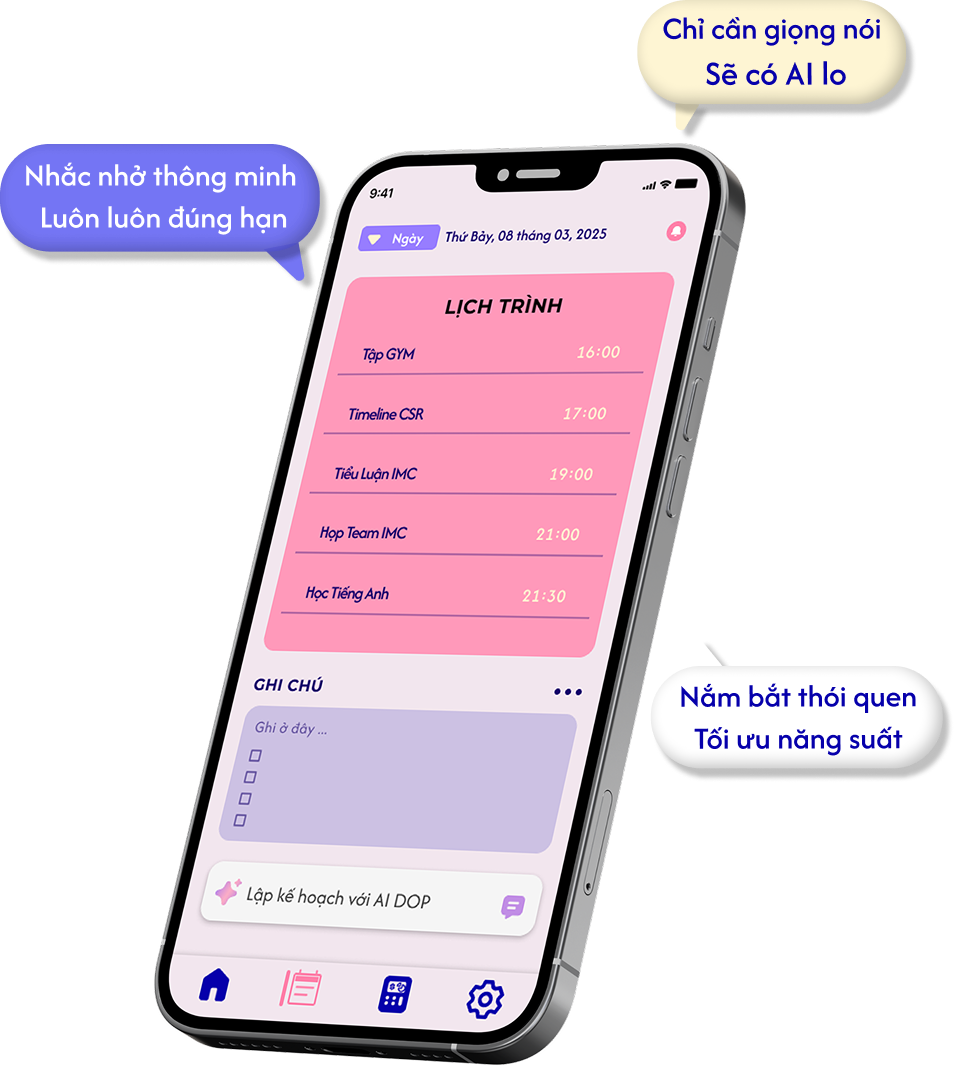 Chỉ cần giọng nói
Sẽ có AI lo
Nhắc nhở thông minh
Luôn luôn đúng hạn
9:41
Ngày
Thứ Bảy, 08 tháng 03, 2025
LỊCH TRÌNH
Tập GYM 16:00
Timeline CSR 17:00
Tiểu Luận IMC 19:00
Họp Team IMC 21:00
Học Tiếng Anh 21:30
GHI CHÚ
Ghi ở đây ...
Nắm bắt thói quen
Tối ưu năng suất
Lập kế hoạch với AI DOP